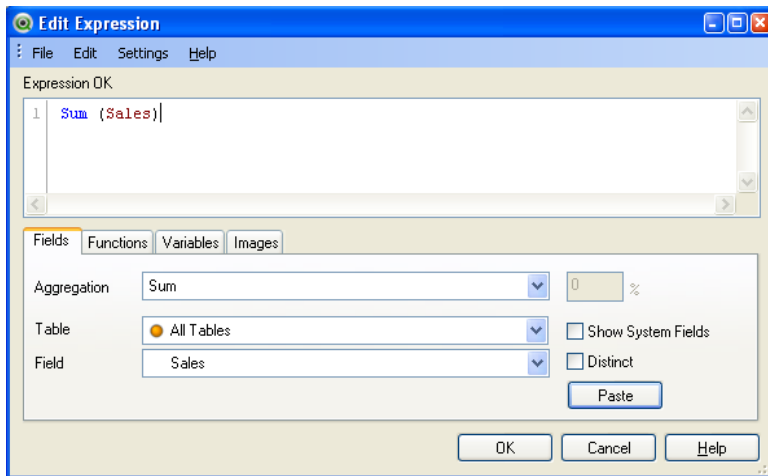 Edit Expression
File Edit Settings Help
Expression OK
1 Sum (Sales)
Fields Functions Variables Images
Aggregation Sum 0 %
Table All Tables Show System Fields
Field Sales Distinct
Paste
OK Cancel Help